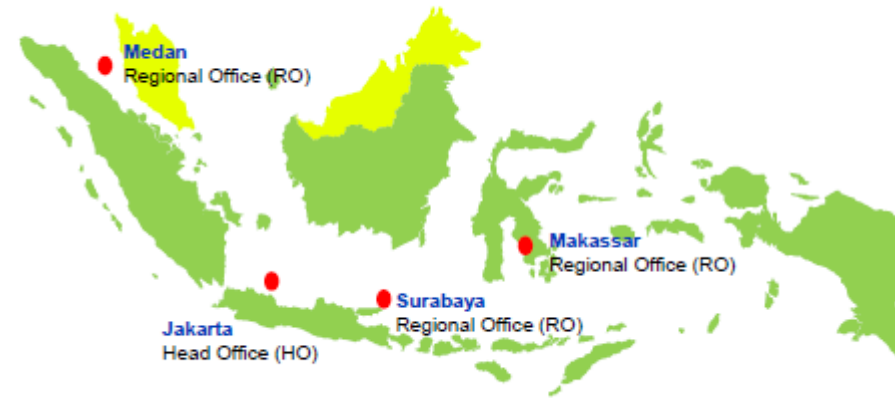 Medan
Regional Office (RO)
Makassar
Regional Office (RO)
Surabaya
Regional Office (RO)
Jakarta
Head Office (HO)